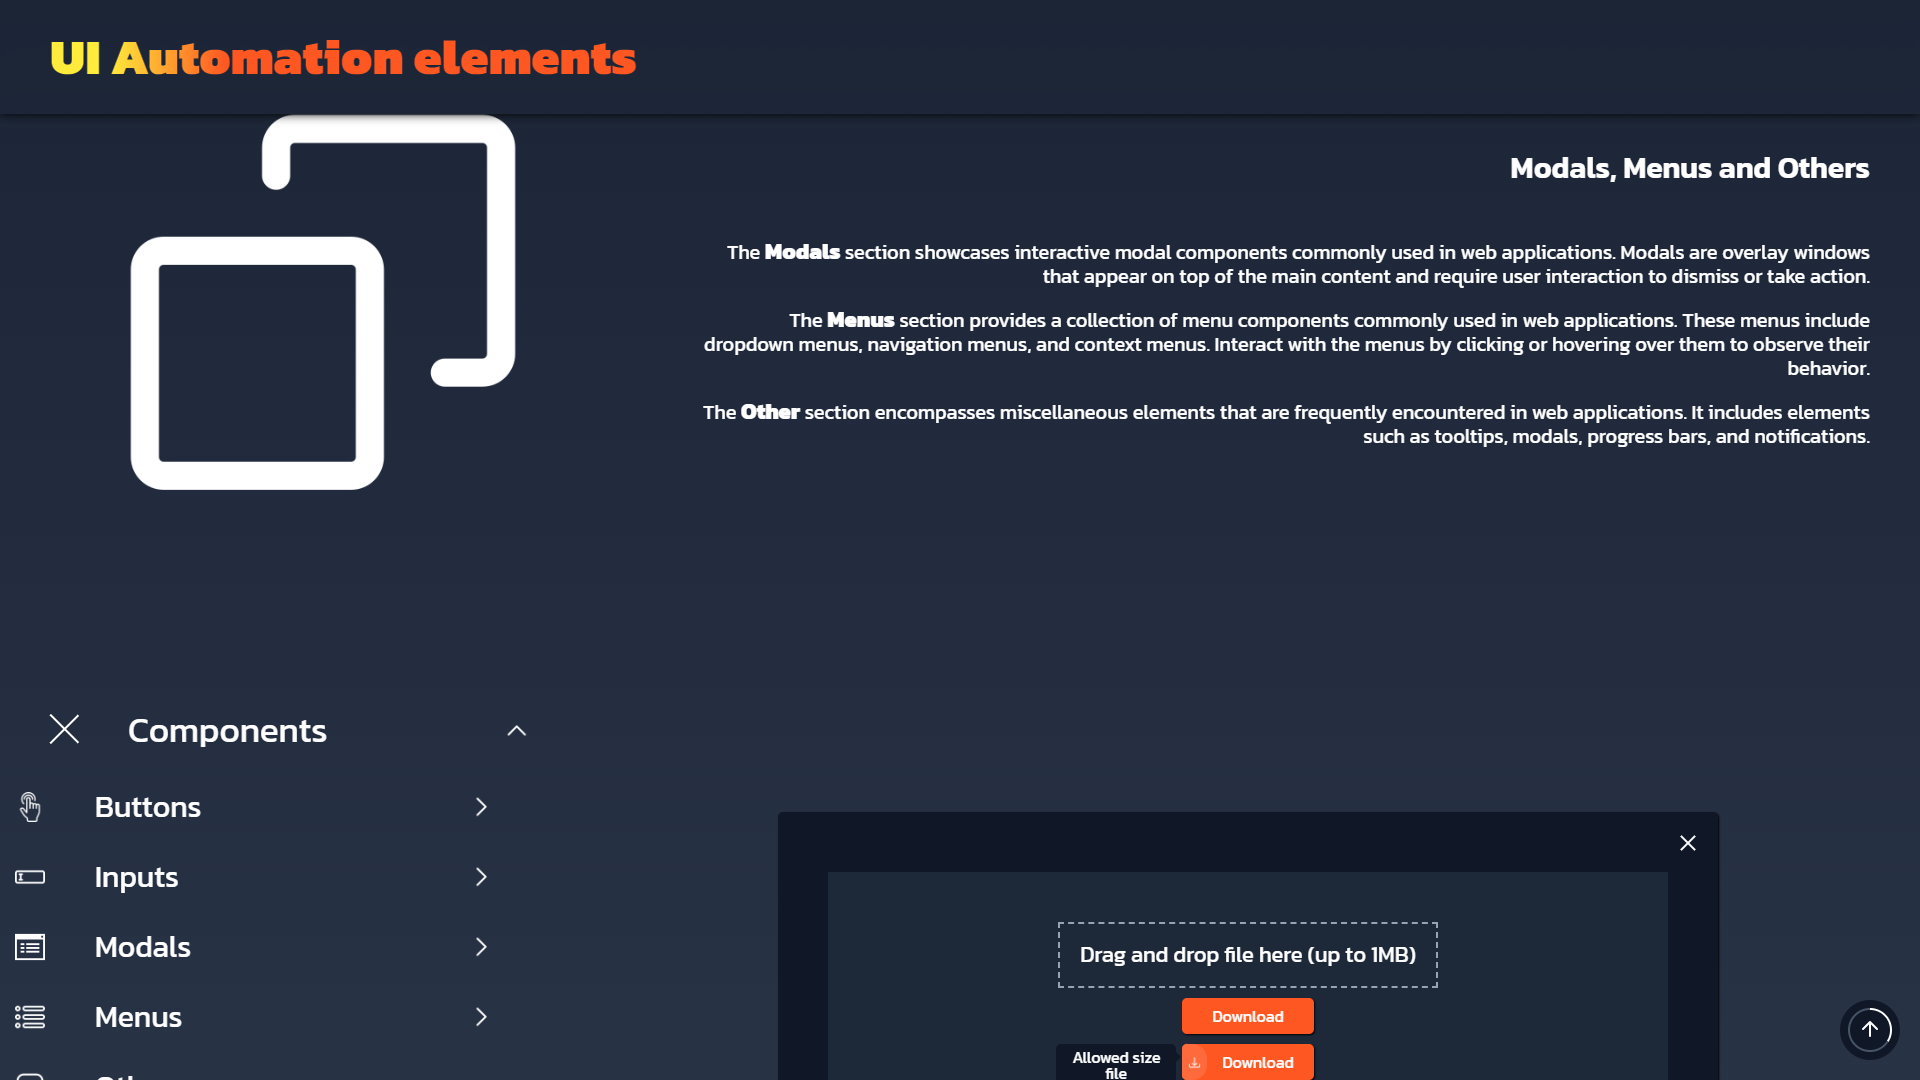 UI Automation elements
Modals, Menus and Others
The Modals section showcases interactive modal components commonly used in web applications. Modals are overlay windows
that appear on top of the main content and require user interaction to dismiss or take action.
The Menus section provides a collection of menu components commonly used in web applications. These menus include
dropdown menus, navigation menus, and context menus. Interact with the menus by clicking or hovering over them to observe their
behavior.
The Other section encompasses miscellaneous elements that are frequently encountered in web applications. It includes elements
such as tooltips, modals, progress bars, and notifications.
Components
Buttons
Inputs
Modals
Menus
Drag and drop file here (up to 1MB)
Download
Allowed size
file
Download